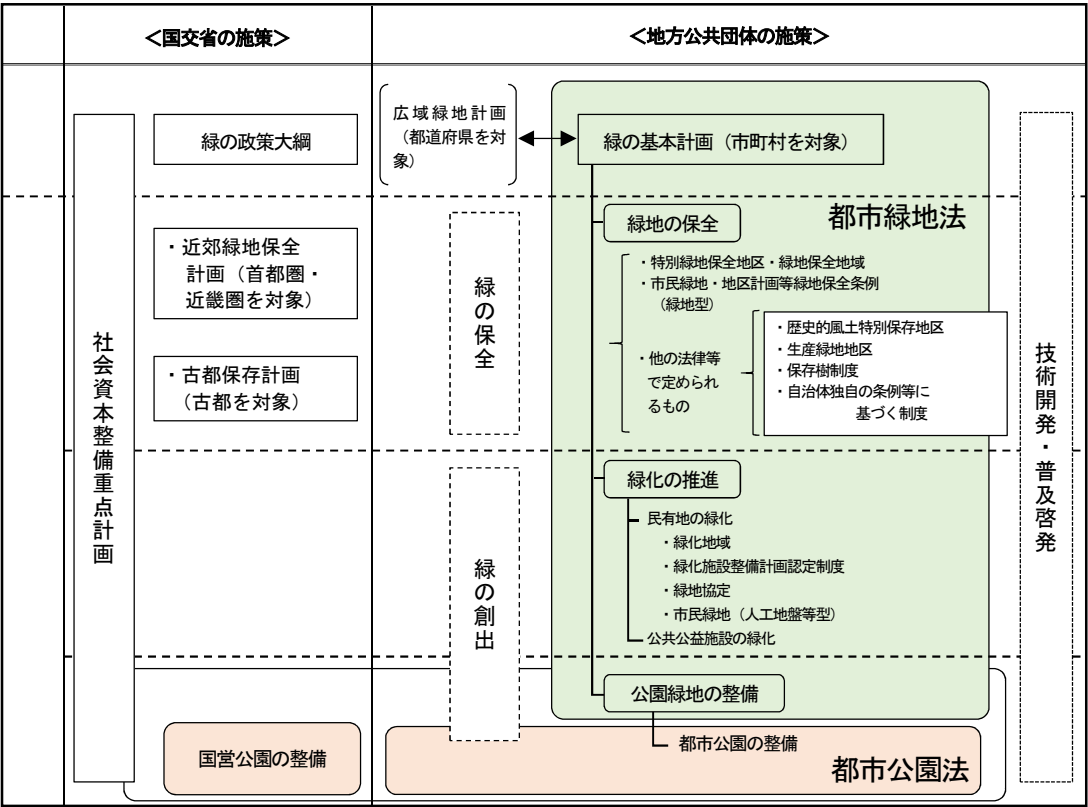 ＜国交省の施策＞
＜地方公共団体の施策＞
社会資本整備重点計画
緑の政策大綱
・近郊緑地保全
計画（首都圏・
近畿圏を対象）
・古都保存計画
（古都を対象）
国営公園の整備
広域緑地計画
（都道府県を対
象）
緑の保全
緑の創出
緑の基本計画（市町村を対象）
都市緑地法
緑地の保全
・特別緑地保全地区・緑地保全地域
・市民緑地・地区計画等緑地保全条例
（緑地型）
・他の法律等
で定められ
るもの
・歴史的風土特別保存地区
・生産緑地地区
・保存樹制度
・自治体独自の条例等に
基づく制度
緑化の推進
民有地の緑化
・緑化地域
・緑化施設整備計画認定制度
・緑地協定
・市民緑地（人工地盤等型）
公共公益施設の緑化
公園緑地の整備
都市公園の整備
都市公園法
技術開発・普及啓発